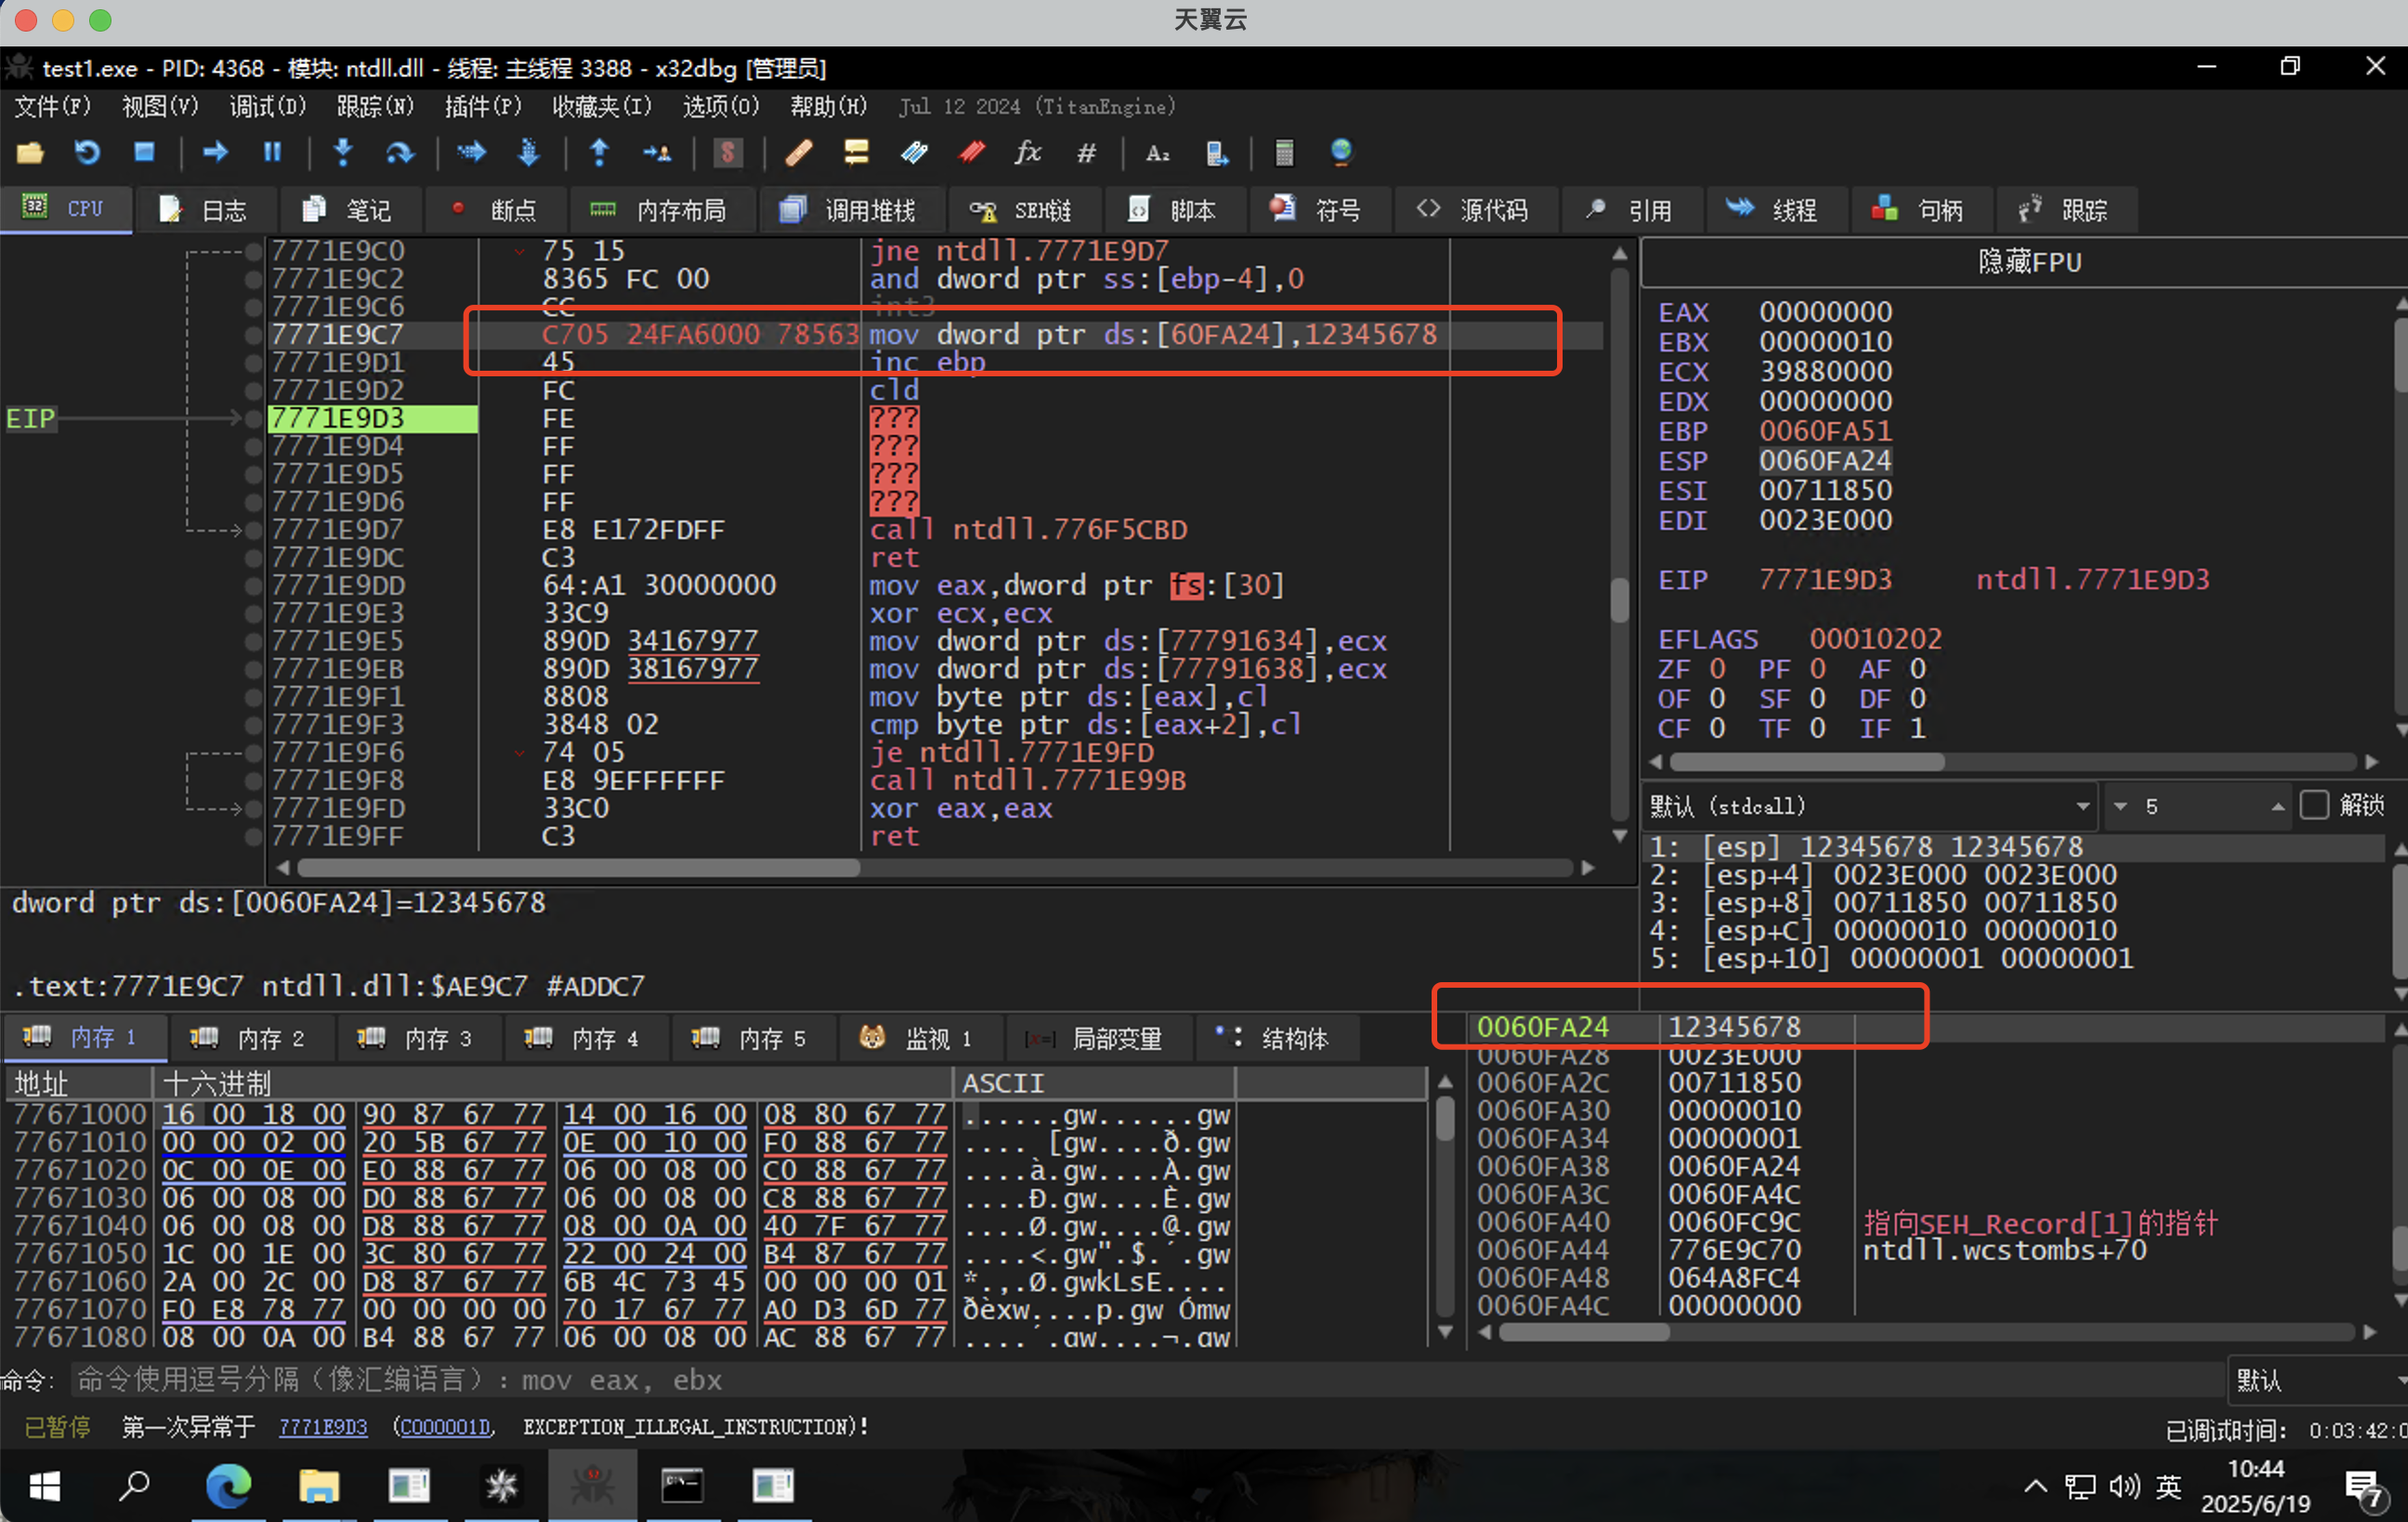 天翼云
test1.exe - PID: 4368 - 模块: ntdll.dll - 线程: 主线程 3388 - x32dbg [管理员]
文件(F) 视图(V) 调试(D) 跟踪(N) 插件(P) 收藏夹(I) 选项(O) 帮助(H) Jul 12 2024 (TitanEngine)
CPU 日志 笔记 断点 内存布局 调用堆栈 SEH链 脚本 符号 源代码 引用 线程 句柄 跟踪
7771E9C0 75 15 jne ntdll.7771E9D7
7771E9C2 8365 FC 00 and dword ptr ss:[ebp-4],0
7771E9C6 CC int3
7771E9C7 C705 24FA6000 78563 mov dword ptr ds:[60FA24],12345678
7771E9D1 45 inc ebp
7771E9D2 FC cld
EIP 7771E9D3 FE ???
7771E9D4 FF ???
7771E9D5 FF ???
7771E9D6 FF ???
7771E9D7 E8 E172FDFF call ntdll.776F5CBD
7771E9DC C3 ret
7771E9DD 64:A1 30000000 mov eax,dword ptr fs:[30]
7771E9E3 33C9 xor ecx,ecx
7771E9E5 890D 34167977 mov dword ptr ds:[77791634],ecx
7771E9EB 890D 38167977 mov dword ptr ds:[77791638],ecx
7771E9F1 8808 mov byte ptr ds:[eax],cl
7771E9F3 3848 02 cmp byte ptr ds:[eax+2],cl
7771E9F6 74 05 je ntdll.7771E9FD
7771E9F8 E8 9EFFFFFF call ntdll.7771E99B
7771E9FD 33C0 xor eax,eax
7771E9FF C3 ret
隐藏FPU
EAX 00000000
EBX 00000010
ECX 39880000
EDX 00000000
EBP 0060FA51
ESP 0060FA24
ESI 00711850
EDI 0023E000
EIP 7771E9D3 ntdll.7771E9D3
EFLAGS 00010202
ZF 0 PF 0 AF 0
OF 0 SF 0 DF 0
CF 0 TF 0 IF 1
默认 (stdcall) 5 解锁
1: [esp] 12345678 12345678
2: [esp+4] 0023E000 0023E000
3: [esp+8] 00711850 00711850
4: [esp+C] 00000010 00000010
5: [esp+10] 00000001 00000001
dword ptr ds:[0060FA24]=12345678
.text:7771E9C7 ntdll.dll:$AE9C7 #ADDC7
内存 1 内存 2 内存 3 内存 4 内存 5 监视 1 [x=] 局部变量 结构体
地址 十六进制 ASCII
77671000 16 00 18 00 90 87 67 77 14 00 16 00 08 80 67 77 ......gw......gw
77671010 00 00 02 00 20 5B 67 77 0E 00 10 00 F0 88 67 77 .... [gw....ð.gw
77671020 0C 00 0E 00 E0 88 67 77 06 00 08 00 C0 88 67 77 ....à.gw....À.gw
77671030 06 00 08 00 D0 88 67 77 06 00 08 00 C8 88 67 77 ....Ð.gw....È.gw
77671040 06 00 08 00 D8 88 67 77 08 00 0A 00 40 7F 67 77 ....Ø.gw....@.gw
77671050 1C 00 1E 00 3C 80 67 77 22 00 24 00 B4 87 67 77 ....<.gw".$.´.gw
77671060 2A 00 2C 00 D8 87 67 77 6B 4C 73 45 00 00 00 01 *.,.Ø.gwkLsE....
77671070 F0 E8 78 77 00 00 00 00 70 17 67 77 A0 D3 6D 77 ðèxw....p.gw Ómw
77671080 08 00 0A 00 B4 88 67 77 06 00 08 00 AC 88 67 77 ....´.gw....¬.gw
0060FA24 12345678
0060FA28 0023E000
0060FA2C 00711850
0060FA30 00000010
0060FA34 00000001
0060FA38 0060FA24
0060FA3C 0060FA4C
0060FA40 0060FC9C 指向SEH_Record[1]的指针
0060FA44 776E9C70 ntdll.wcstombs+70
0060FA48 064A8FC4
0060FA4C 00000000
命令: 命令使用逗号分隔（像汇编语言）: mov eax, ebx 默认
已暂停 第一次异常于 7771E9D3 (C000001D, EXCEPTION_ILLEGAL_INSTRUCTION)! 已调试时间: 0:03:42:0
英 10:44
2025/6/19 7